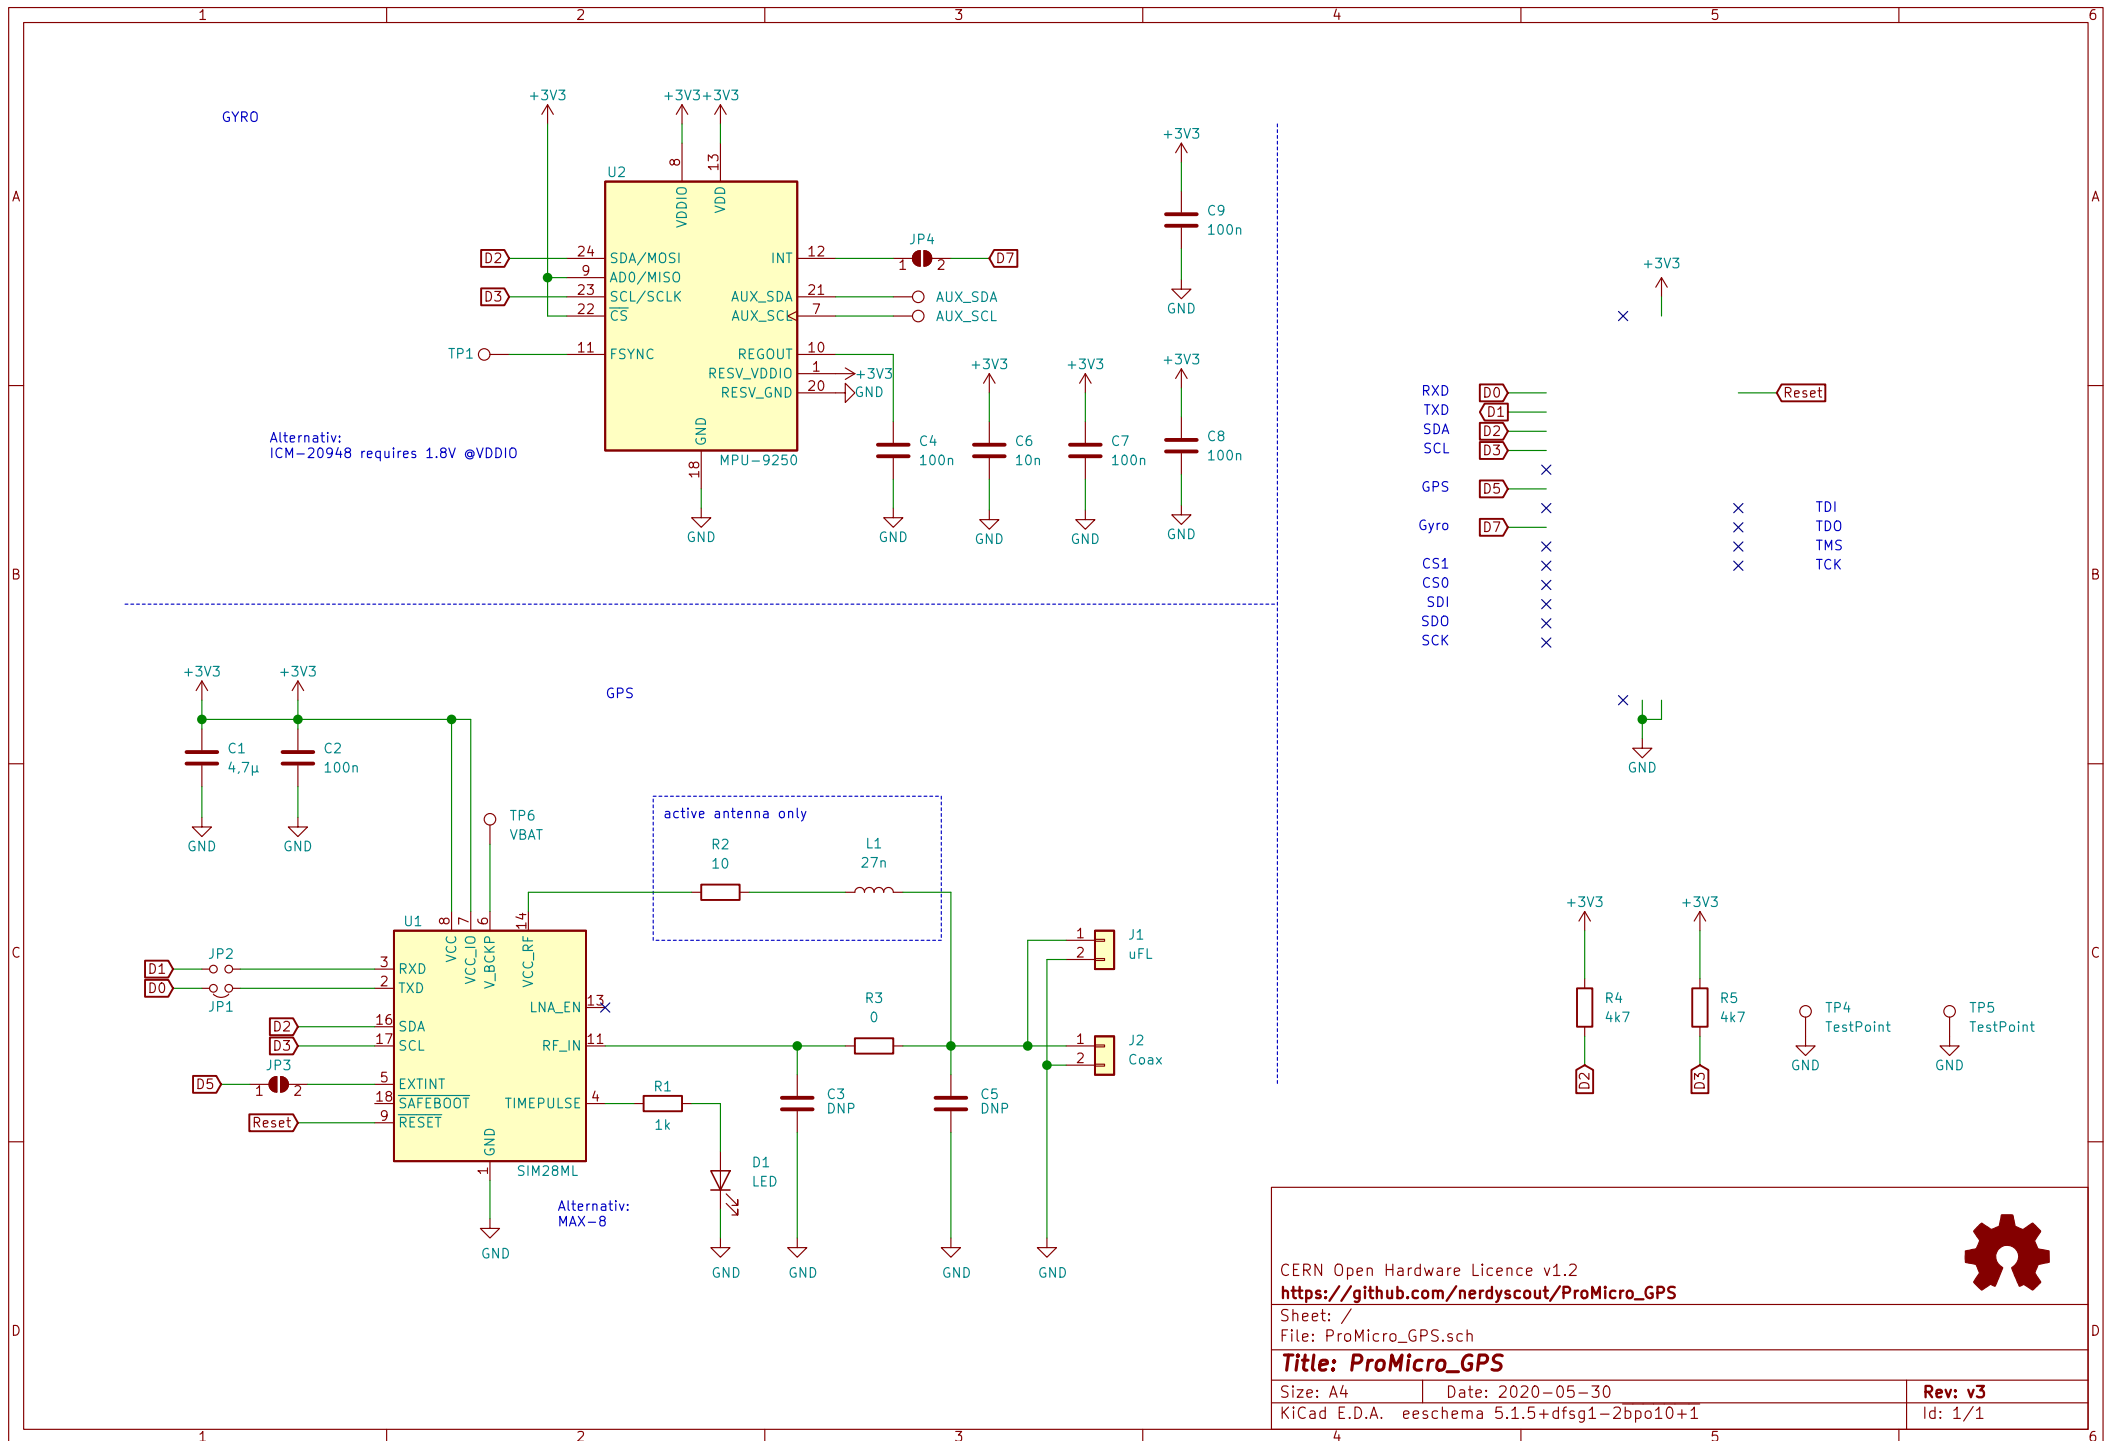 1 2 3 4 5 6
A
B
C
D
A
B
C
D
1 2 3 4 5 6
GYRO
+3V3
+3V3
+3V3
U2
8
VDDIO
13
VDD
D2
24
SDA/MOSI
9
AD0/MISO
D3
23
SCL/SCLK
22
CS
TP1
11
FSYNC
INT
12
JP4
1
2
D7
AUX_SDA
21
AUX_SDA
AUX_SCL
7
AUX_SCL
REGOUT
10
RESV_VDDIO
1
+3V3
RESV_GND
20
GND
GND
18
MPU-9250
GND
Alternativ:
ICM-20948 requires 1.8V @VDDIO
C4
100n
GND
+3V3
C6
10n
GND
+3V3
C7
100n
GND
+3V3
C9
100n
GND
+3V3
C8
100n
GND
+3V3
RXD
D0
TXD
D1
SDA
D2
SCL
D3
GPS
D5
Gyro
D7
CS1
CS0
SDI
SDO
SCK
Reset
TDI
TDO
TMS
TCK
GND
GPS
+3V3
C1
4,7µ
GND
+3V3
C2
100n
GND
TP6
VBAT
active antenna only
R2
10
L1
27n
U1
8
VCC
7
VCC_IO
6
V_BCKP
14
VCC_RF
D1
JP2
3
RXD
D0
JP1
2
TXD
D2
16
SDA
D3
17
SCL
D5
JP3
1
2
5
EXTINT
18
SAFEBOOT
Reset
9
RESET
LNA_EN
13
RF_IN
11
TIMEPULSE
4
GND
1
SIM28ML
GND
Alternativ:
MAX-8
R1
1k
D1
LED
GND
R3
0
C3
DNP
GND
C5
DNP
GND
1
2
J1
uFL
1
2
J2
Coax
GND
+3V3
R4
4k7
D2
+3V3
R5
4k7
D3
TP4
TestPoint
GND
TP5
TestPoint
GND
CERN Open Hardware Licence v1.2
https://github.com/nerdyscout/ProMicro_GPS
Sheet: /
File: ProMicro_GPS.sch
Title: ProMicro_GPS
Size: A4
Date: 2020-05-30
Rev: v3
KiCad E.D.A. eeschema 5.1.5+dfsg1-2bpo10+1
Id: 1/1